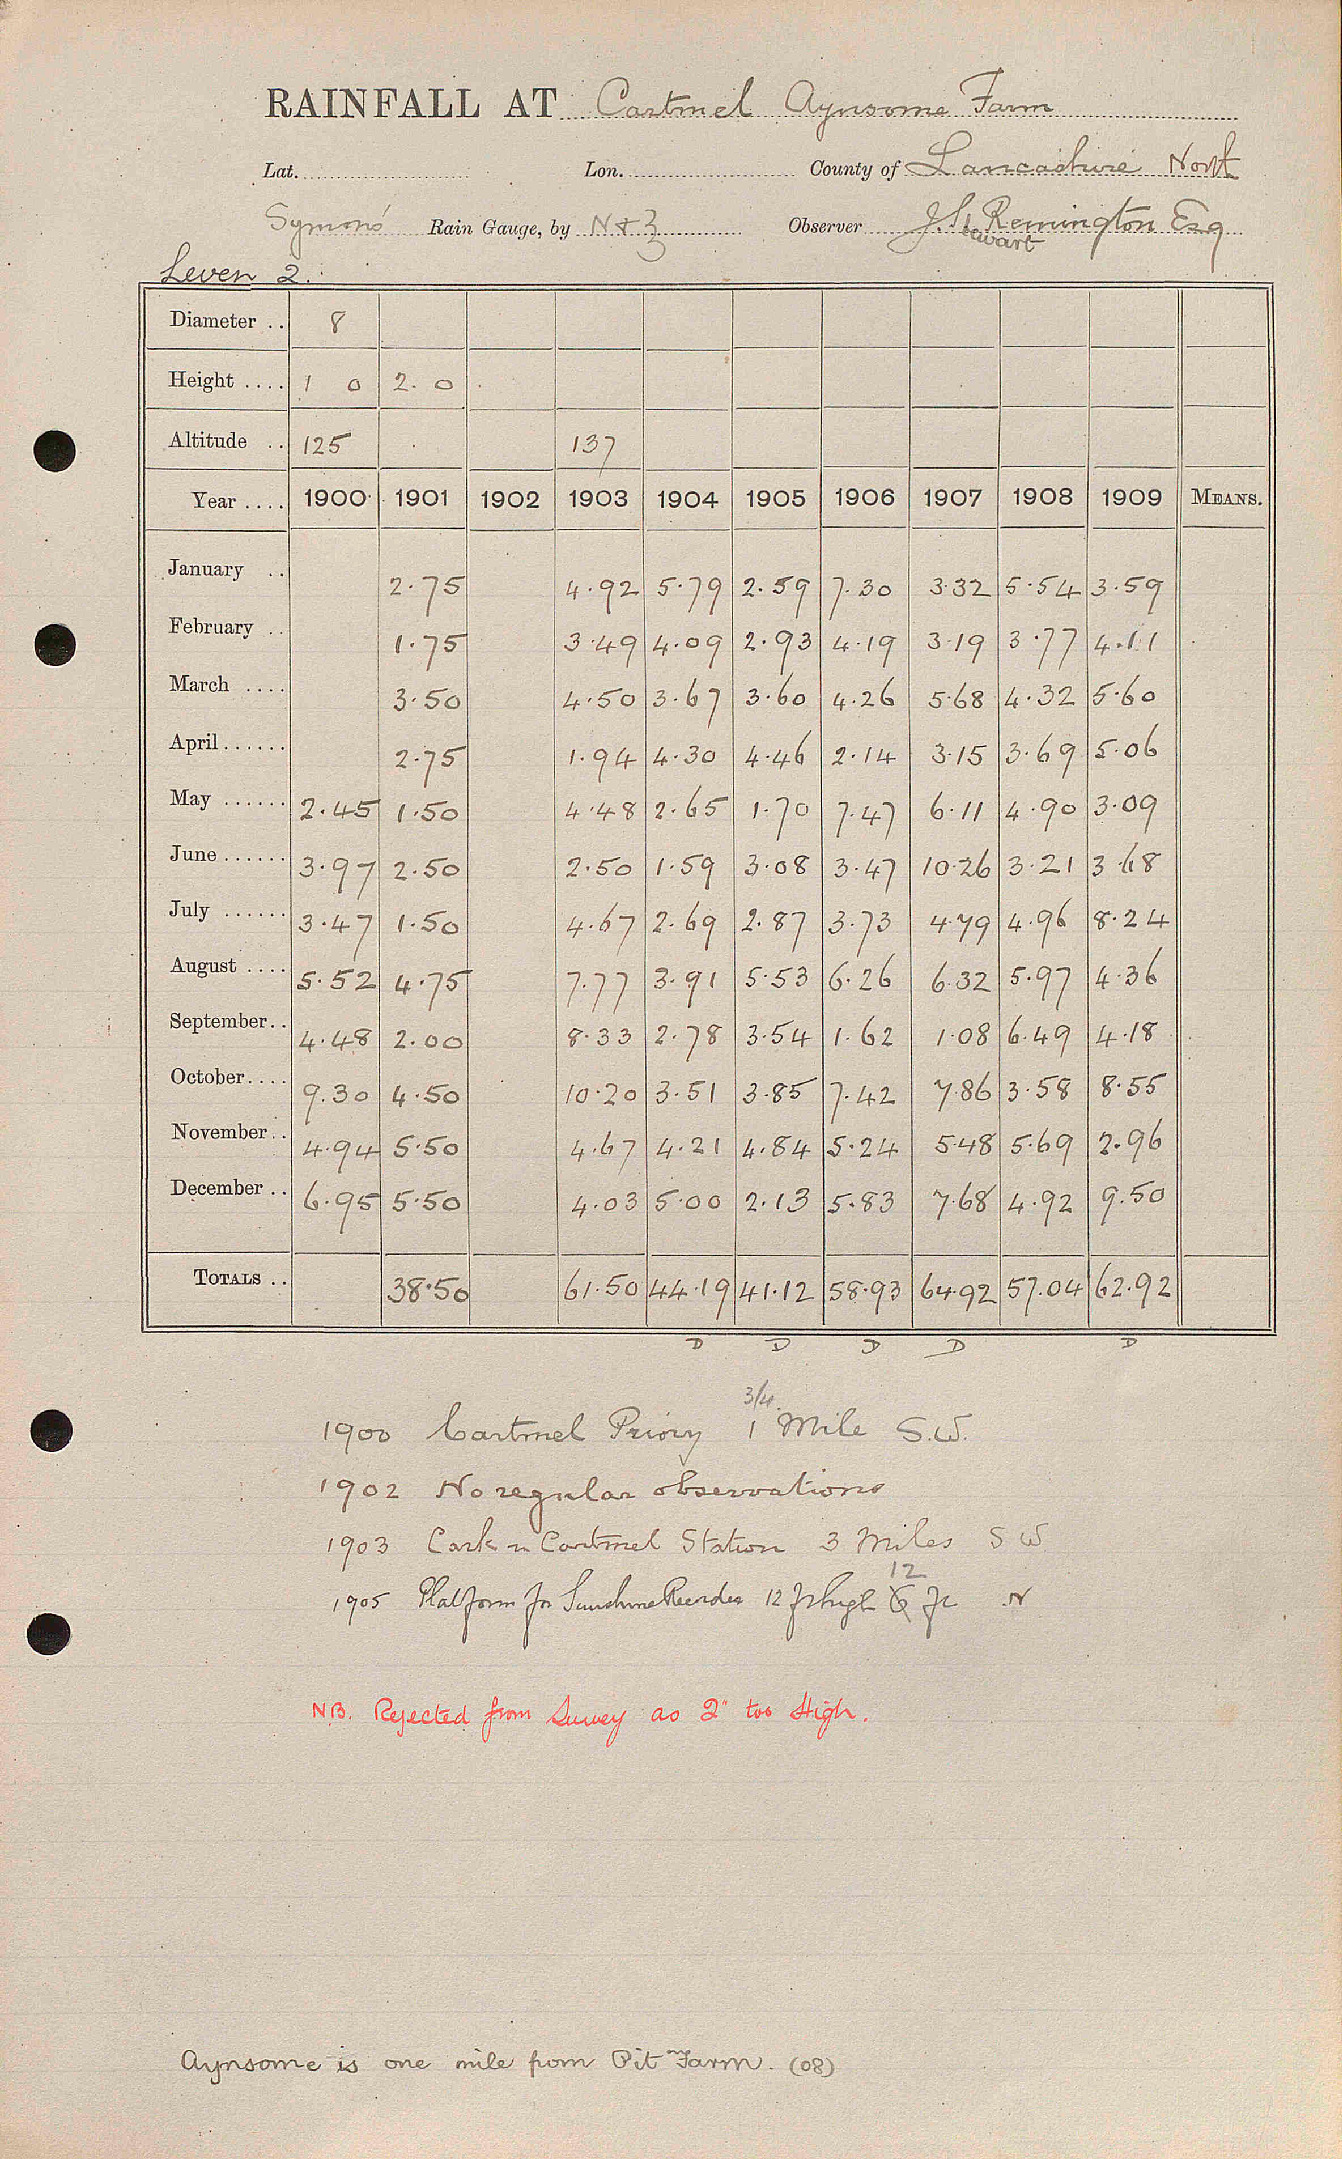 RAINFALL AT Cartmel Aynsome Farm
Lat. Lon. County of Lancashire North
Symons' Rain Gauge, by N & Z Observer J. Stewart Remington Esq
Leven 2.
Diameter .. 8
Height .... 1 0 2. 0
Altitude .. 125 137
Year .... 1900 1901 1902 1903 1904 1905 1906 1907 1908 1909 MEANS.
January .. 2.75 4.92 5.79 2.59 7.30 3.32 5.54 3.59
February .. 1.75 3.49 4.09 2.93 4.19 3.19 3.77 4.11
March .... 3.50 4.50 3.67 3.60 4.26 5.68 4.32 5.60
April...... 2.75 1.94 4.30 4.46 2.14 3.15 3.69 5.06
May ...... 2.45 1.50 4.48 2.65 1.70 7.47 6.11 4.90 3.09
June ...... 3.97 2.50 2.50 1.59 3.08 3.47 10.26 3.21 3.68
July ...... 3.47 1.50 4.67 2.69 2.87 3.73 4.79 4.96 8.24
August .... 5.52 4.75 7.77 3.91 5.53 6.26 6.32 5.97 4.36
September.. 4.48 2.00 8.33 2.78 3.54 1.62 1.08 6.49 4.18
October.... 9.30 4.50 10.20 3.51 3.85 7.42 7.86 3.58 8.55
November.. 4.94 5.50 4.67 4.21 4.84 5.24 5.48 5.69 2.96
December .. 6.95 5.50 4.03 5.00 2.13 5.83 7.68 4.92 9.50
TOTALS .. 38.50 61.50 44.19 41.12 58.93 64.92 57.04 62.92
D D D D D
3/4
1900 Cartmel Priory 1 Mile S.W.
1902 No regular observations
1903 Cark in Cartmel Station 3 Miles S W
12
1905 Platform for Sunshine Recorder 12 ft high 6 ft N
NB. Rejected from Survey as 2" too High.
Aynsome is one mile from Pit Farm. (08)